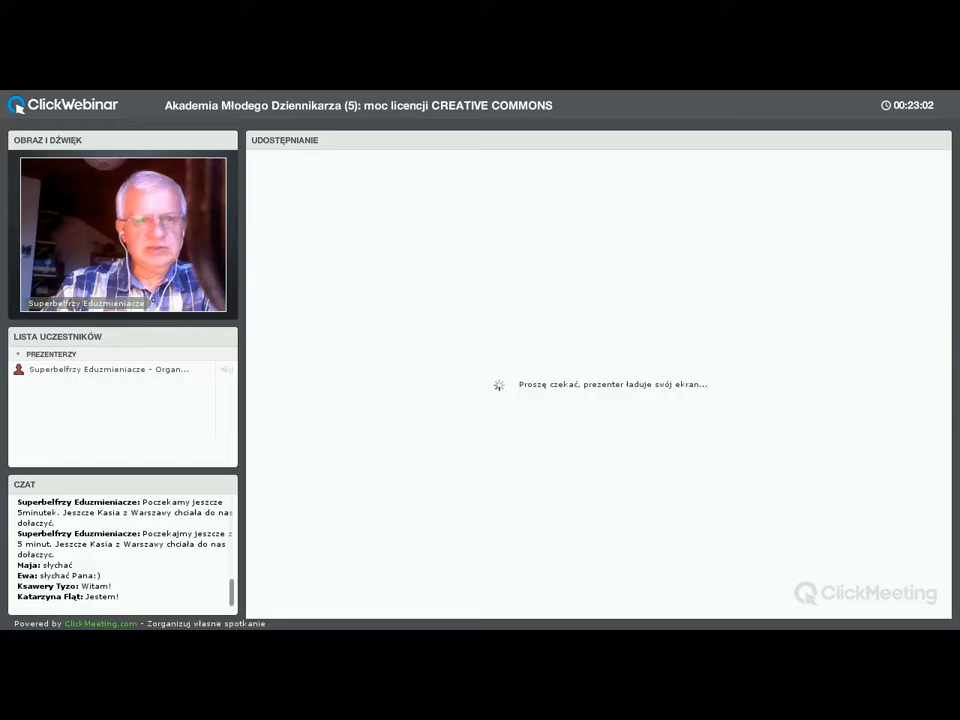 ClickWebinar
Akademia Młodego Dziennikarza (5): moc licencji CREATIVE COMMONS
00:23:02
OBRAZ I DŹWIĘK
Superbelfrzy Eduzmieniacze
LISTA UCZESTNIKÓW
PREZENTERZY
Superbelfrzy Eduzmieniacze - Organ...
CZAT
Superbelfrzy Eduzmieniacze: Poczekamy jeszcze
5minutek. Jeszcze Kasia z Warszawy chciała do nas
dołaczyć.
Superbelfrzy Eduzmieniacze: Poczekajmy jeszcze z
5 minut. Jeszcze Kasia z Warszawy chciała do nas
dołaczyc.
Maja: słychać
Ewa: słychać Pana:)
Ksawery Tyzo: Witam!
Katarzyna Fląt: Jestem!
UDOSTĘPNIANIE
Proszę czekać, prezenter ładuje swój ekran...
ClickMeeting
Powered by ClickMeeting.com - Zorganizuj własne spotkanie